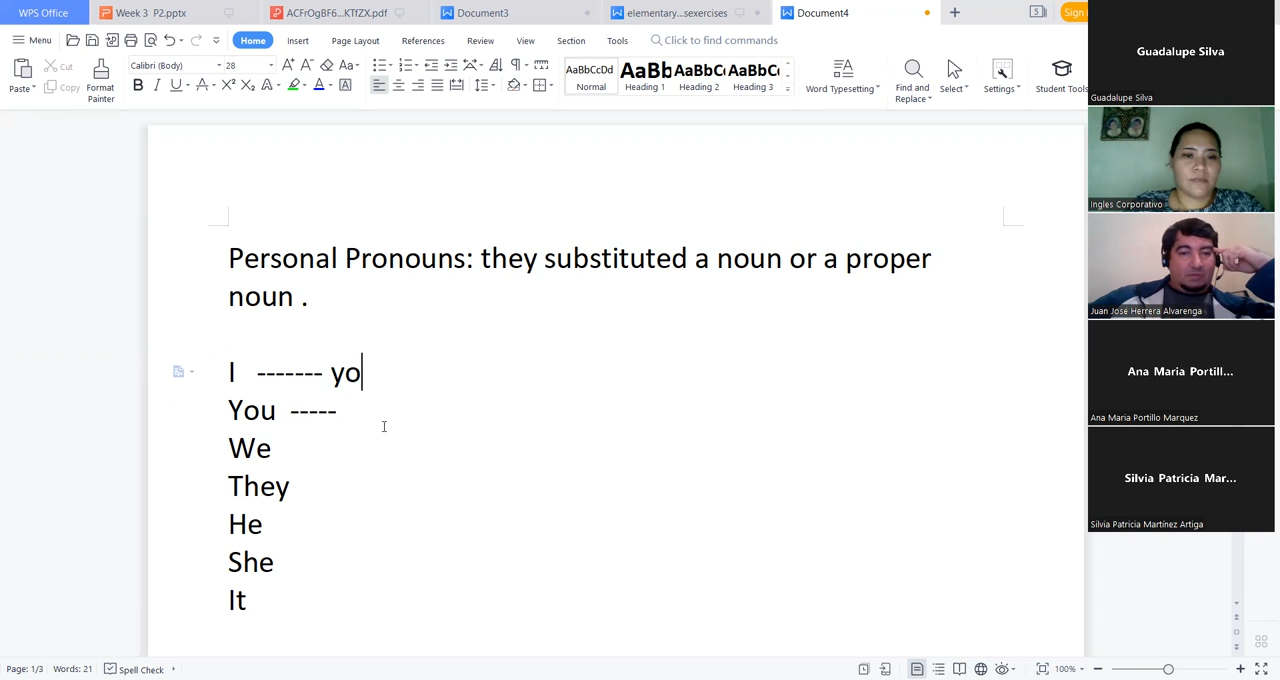 WPS Office
Week 3 P2.pptx
ACFrOgBF6...KTfZX.pdf
Document3
elementary...sexercises
Document4
Sign
Menu
Home
Insert
Page Layout
References
Review
View
Section
Tools
Click to find commands
Paste
Cut
Copy
Format Painter
Calibri (Body)
28
AaBbCcDd
Normal
AaBb
Heading 1
AaBbC
Heading 2
AaBbC
Heading 3
Word Typesetting
Find and Replace
Select
Settings
Student Tools
Personal Pronouns: they substituted a noun or a proper
noun .
I ------- yo
You -----
We
They
He
She
It
Guadalupe Silva
Guadalupe Silva
Ingles Corporativo
Juan José Herrera Alvarenga
Ana Maria Portill...
Ana Maria Portillo Marquez
Silvia Patricia Mar...
Silvia Patricia Martínez Artiga
Page: 1/3 Words: 21 Spell Check
100%